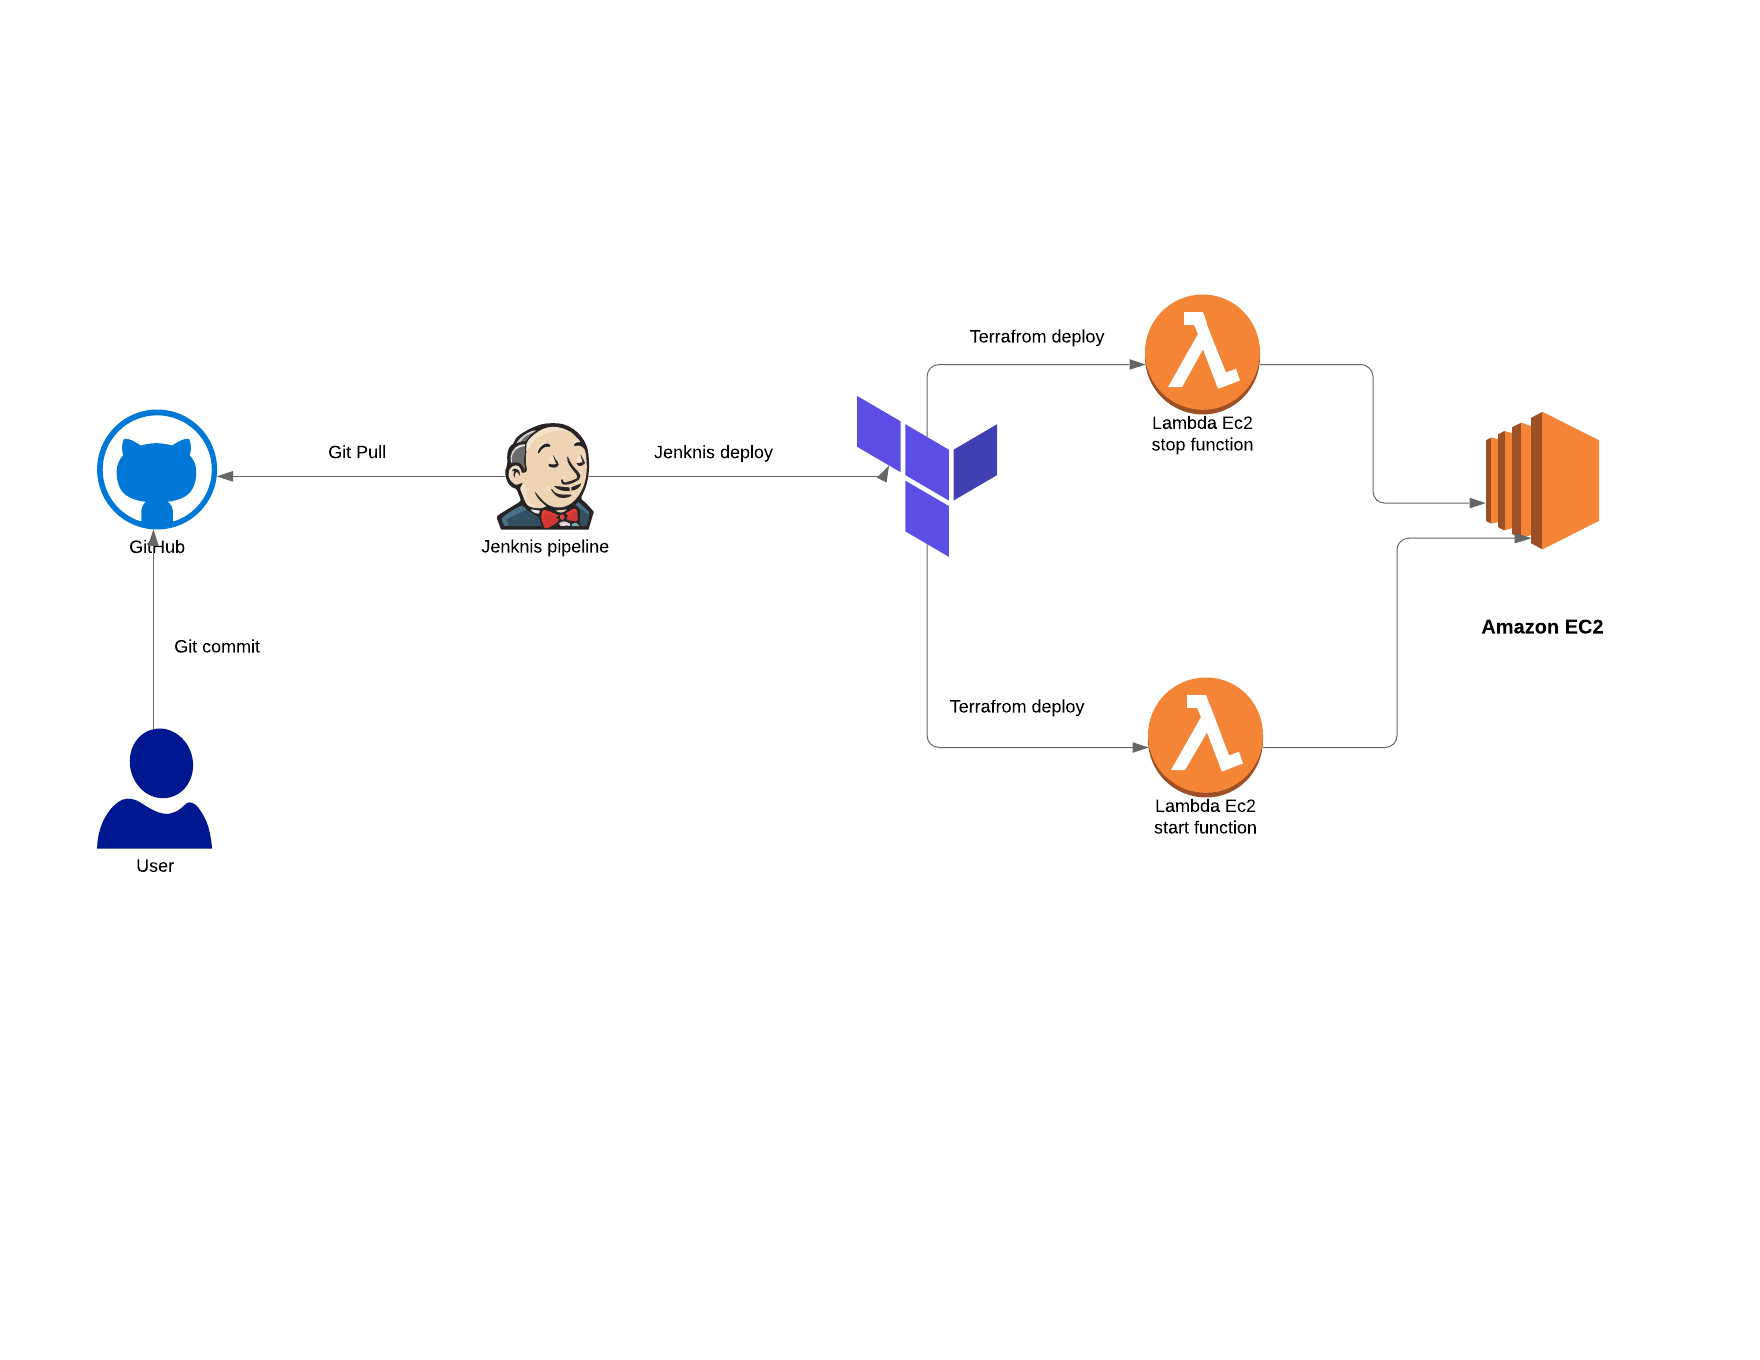 Terrafrom deploy
Lambda Ec2
stop function
Git Pull
Jenknis deploy
GitHub
Jenknis pipeline
Git commit
Amazon EC2
Terrafrom deploy
Lambda Ec2
start function
User